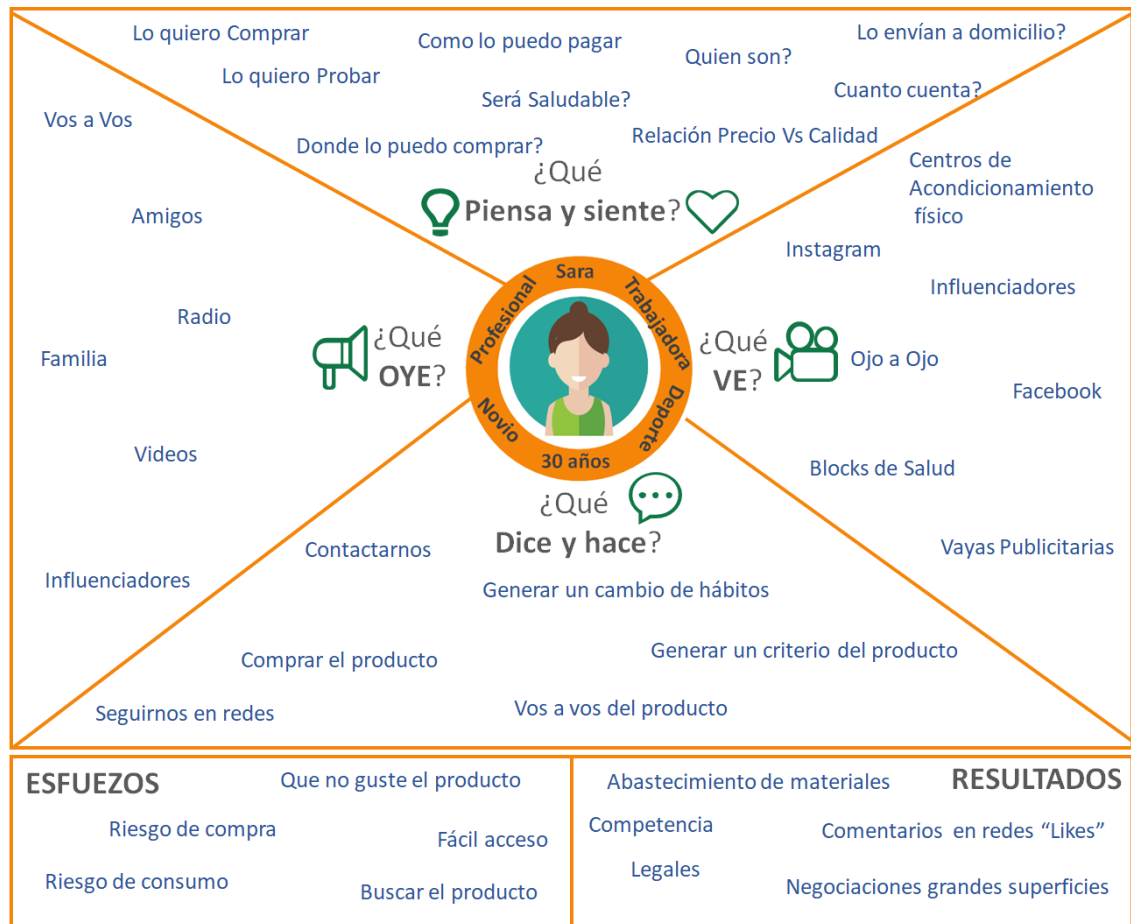 Lo quiero Comprar
Como lo puedo pagar
Quien son?
Lo envían a domicilio?
Lo quiero Probar
Será Saludable?
Cuanto cuenta?
Donde lo puedo comprar?
Relación Precio Vs Calidad
¿Qué
Piensa y siente?
Vos a Vos
Amigos
Radio
Familia
Videos
Influenciadores
¿Qué
OYE?
Sara
Trabajadora
Deporte
30 años
Novio
Profesional
¿Qué
VE?
Centros de
Acondicionamiento
físico
Instagram
Influenciadores
Ojo a Ojo
Facebook
Blocks de Salud
Vayas Publicitarias
¿Qué
Dice y hace?
Contactarnos
Generar un cambio de hábitos
Comprar el producto
Generar un criterio del producto
Seguirnos en redes
Vos a vos del producto
ESFUEZOS
Que no guste el producto
Riesgo de compra
Fácil acceso
Riesgo de consumo
Buscar el producto
RESULTADOS
Abastecimiento de materiales
Competencia
Comentarios en redes “Likes”
Legales
Negociaciones grandes superficies